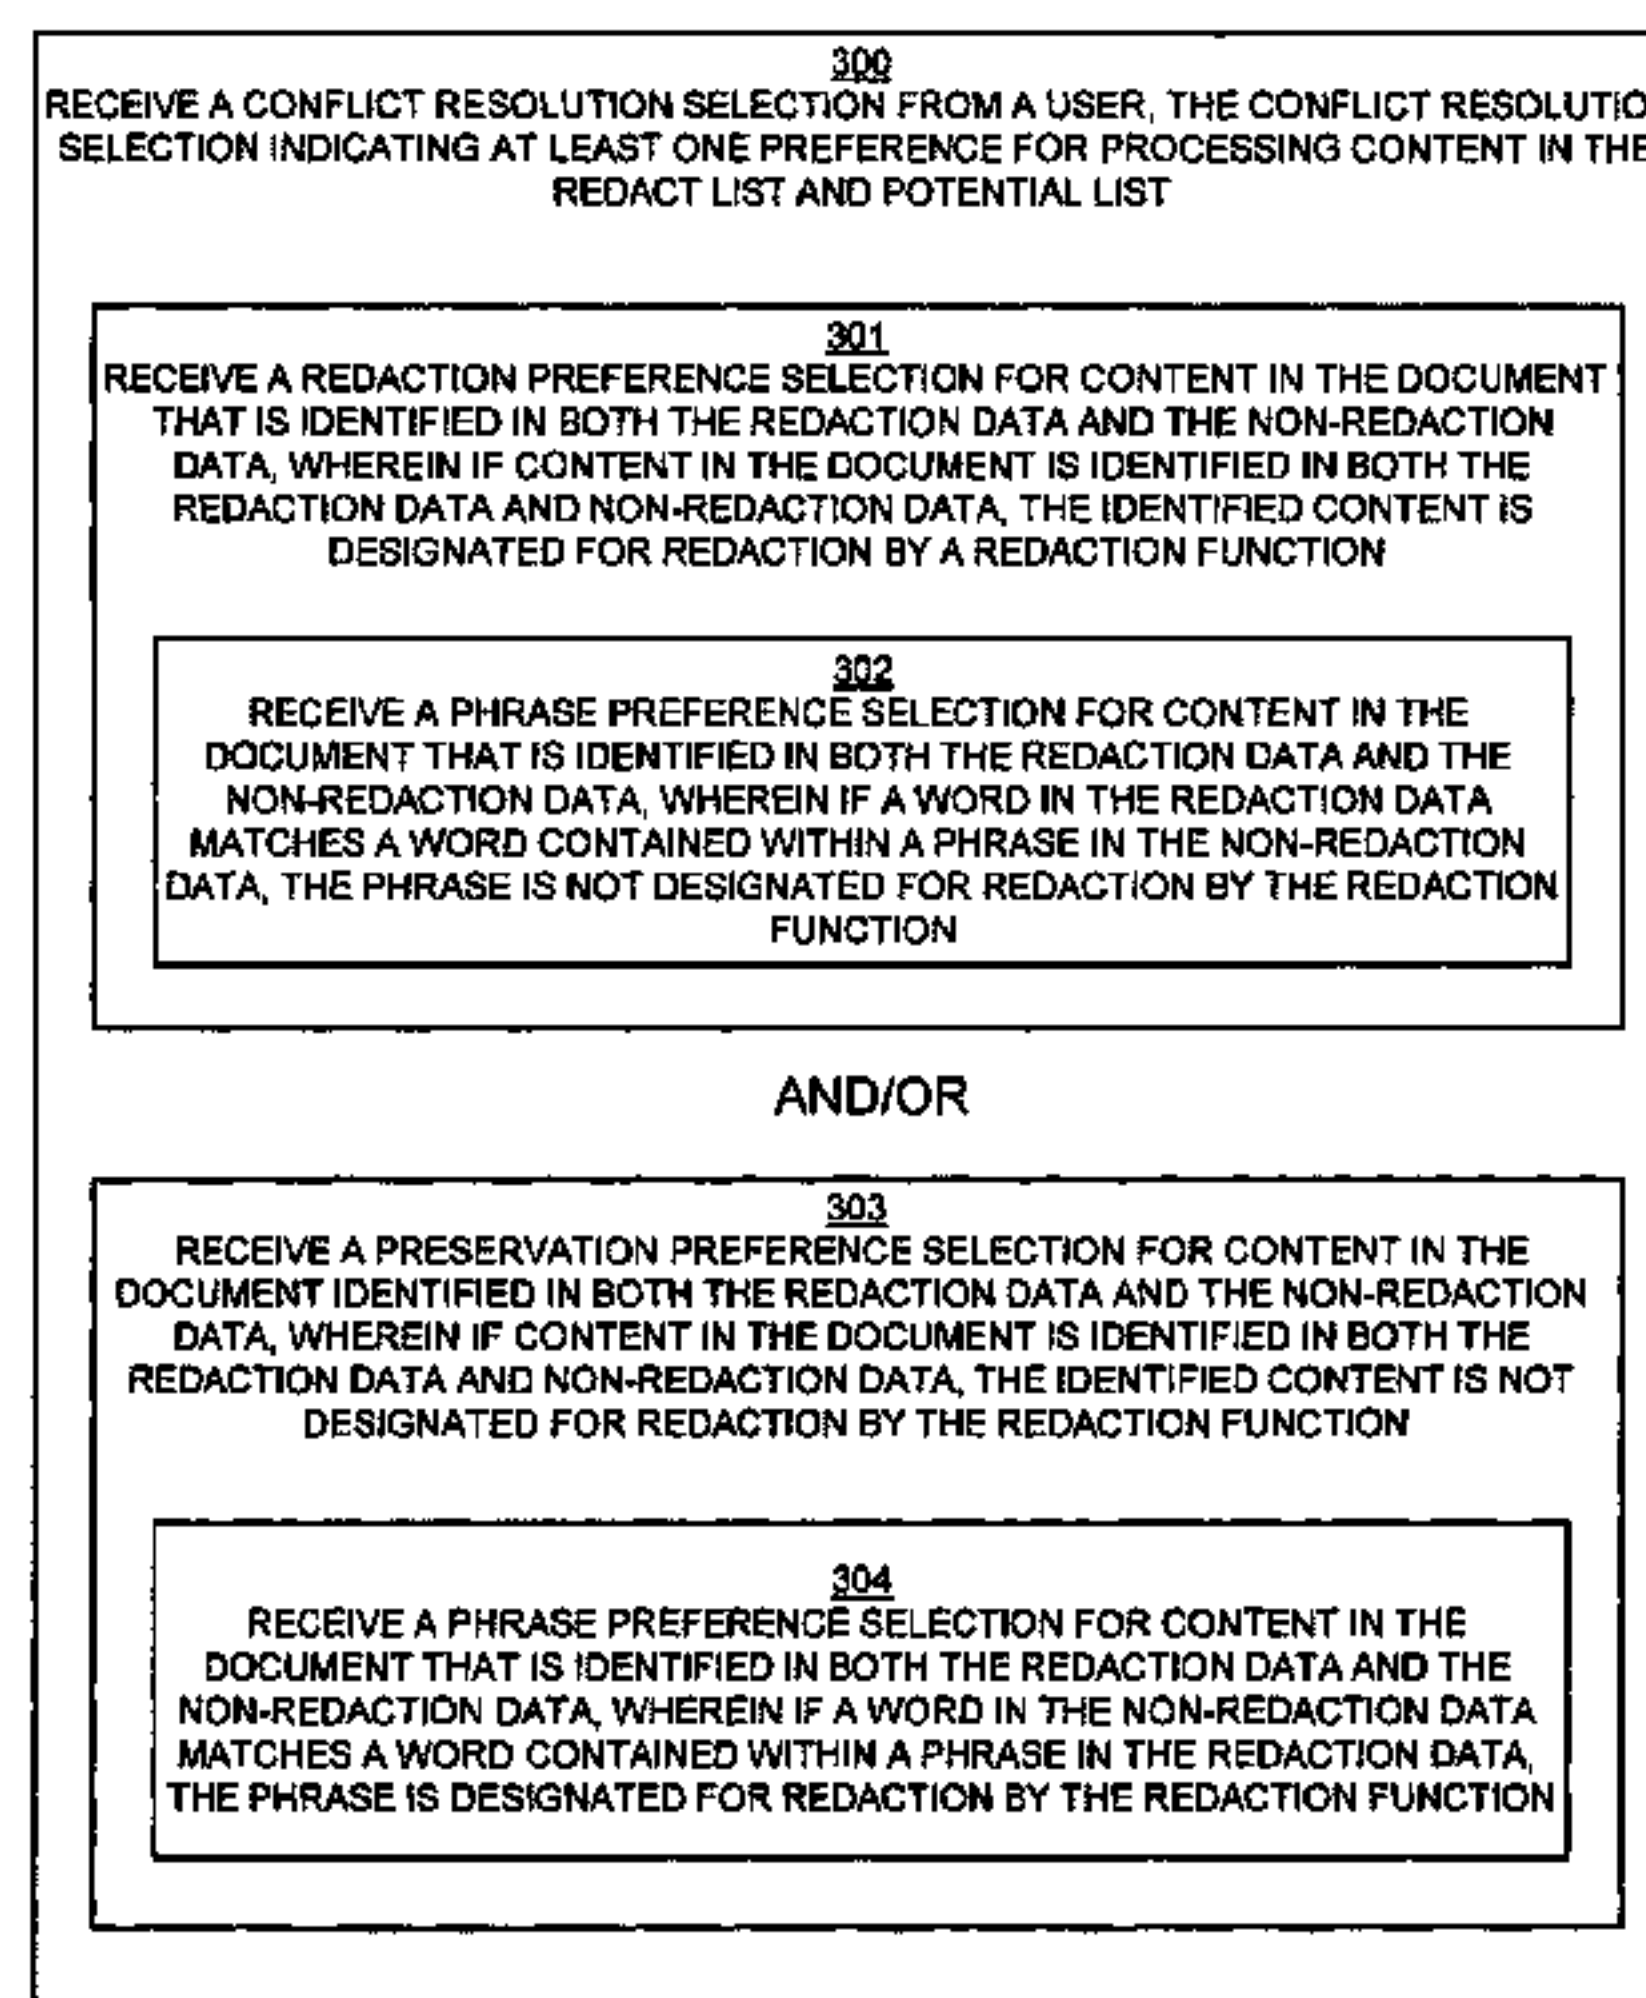 300
RECEIVE A CONFLICT RESOLUTION SELECTION FROM A USER, THE CONFLICT RESOLUTIO
SELECTION INDICATING AT LEAST ONE PREFERENCE FOR PROCESSING CONTENT IN THE
REDACT LIST AND POTENTIAL LIST
301
RECEIVE A REDACTION PREFERENCE SELECTION FOR CONTENT IN THE DOCUMENT
THAT IS IDENTIFIED IN BOTH THE REDACTION DATA AND THE NON-REDACTION
DATA, WHEREIN IF CONTENT IN THE DOCUMENT IS IDENTIFIED IN BOTH THE
REDACTION DATA AND NON-REDACTION DATA, THE IDENTIFIED CONTENT IS
DESIGNATED FOR REDACTION BY A REDACTION FUNCTION
302
RECEIVE A PHRASE PREFERENCE SELECTION FOR CONTENT IN THE
DOCUMENT THAT IS IDENTIFIED IN BOTH THE REDACTION DATA AND THE
NON-REDACTION DATA, WHEREIN IF A WORD IN THE REDACTION DATA
MATCHES A WORD CONTAINED WITHIN A PHRASE IN THE NON-REDACTION
DATA, THE PHRASE IS NOT DESIGNATED FOR REDACTION BY THE REDACTION
FUNCTION
AND/OR
303
RECEIVE A PRESERVATION PREFERENCE SELECTION FOR CONTENT IN THE
DOCUMENT IDENTIFIED IN BOTH THE REDACTION DATA AND THE NON-REDACTION
DATA, WHEREIN IF CONTENT IN THE DOCUMENT IS IDENTIFIED IN BOTH THE
REDACTION DATA AND NON-REDACTION DATA, THE IDENTIFIED CONTENT IS NOT
DESIGNATED FOR REDACTION BY THE REDACTION FUNCTION
304
RECEIVE A PHRASE PREFERENCE SELECTION FOR CONTENT IN THE
DOCUMENT THAT IS IDENTIFIED IN BOTH THE REDACTION DATA AND THE
NON-REDACTION DATA, WHEREIN IF A WORD IN THE NON-REDACTION DATA
MATCHES A WORD CONTAINED WITHIN A PHRASE IN THE REDACTION DATA,
THE PHRASE IS DESIGNATED FOR REDACTION BY THE REDACTION FUNCTION